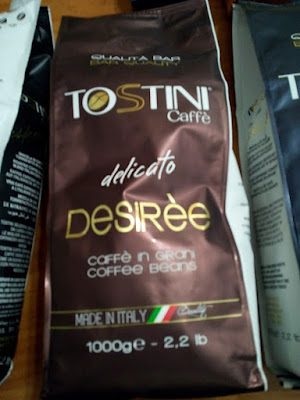 QUALITÀ BAR
BAR QUALITY
TOSTINI
Caffè
delicato
DESIRÈE
CAFFÈ IN GRANI
COFFEE BEANS
MADE IN ITALY Quality
1000g e - 2,2 lb